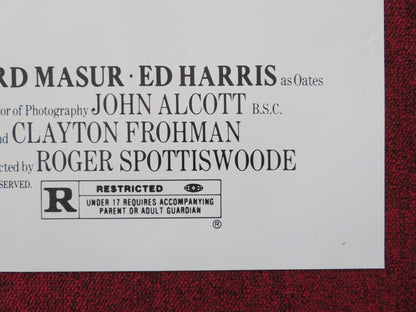 RD MASUR · ED HARRIS as Oates
or of Photography JOHN ALCOTT B.S.C.
nd CLAYTON FROHMAN
cted by ROGER SPOTTISWOODE
SERVED.
R RESTRICTED
UNDER 17 REQUIRES ACCOMPANYING
PARENT OR ADULT GUARDIAN
®